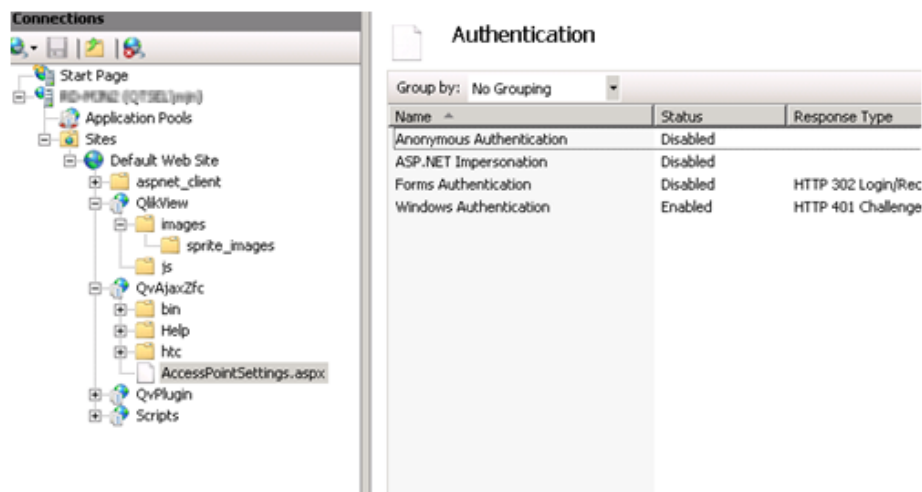 Connections
Start Page
Application Pools
Sites
Default Web Site
aspnet_client
QlikView
images
sprite_images
js
QvAjaxZfc
bin
Help
htc
AccessPointSettings.aspx
QvPlugin
Scripts
Authentication
Group by: No Grouping
Name Status Response Type
Anonymous Authentication Disabled
ASP.NET Impersonation Disabled
Forms Authentication Disabled HTTP 302 Login/Rec
Windows Authentication Enabled HTTP 401 Challenge